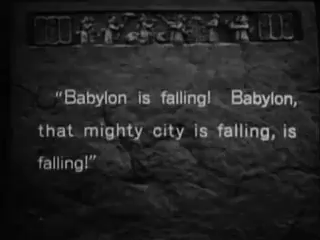 "Babylon is falling! Babylon,
that mighty city is falling, is
falling!"